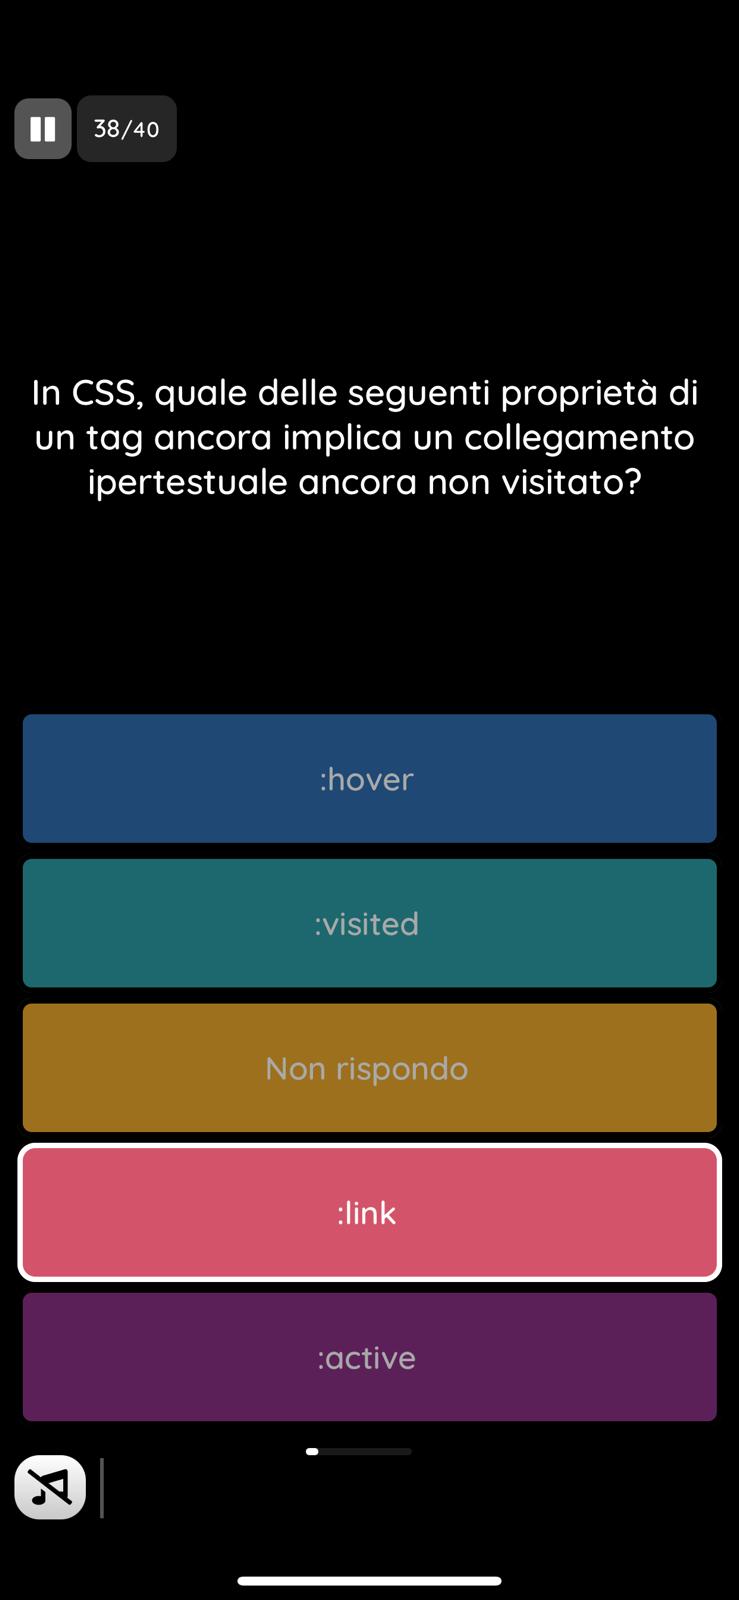 38/40
In CSS, quale delle seguenti proprietà di
un tag ancora implica un collegamento
ipertestuale ancora non visitato?
:hover
:visited
Non rispondo
:link
:active